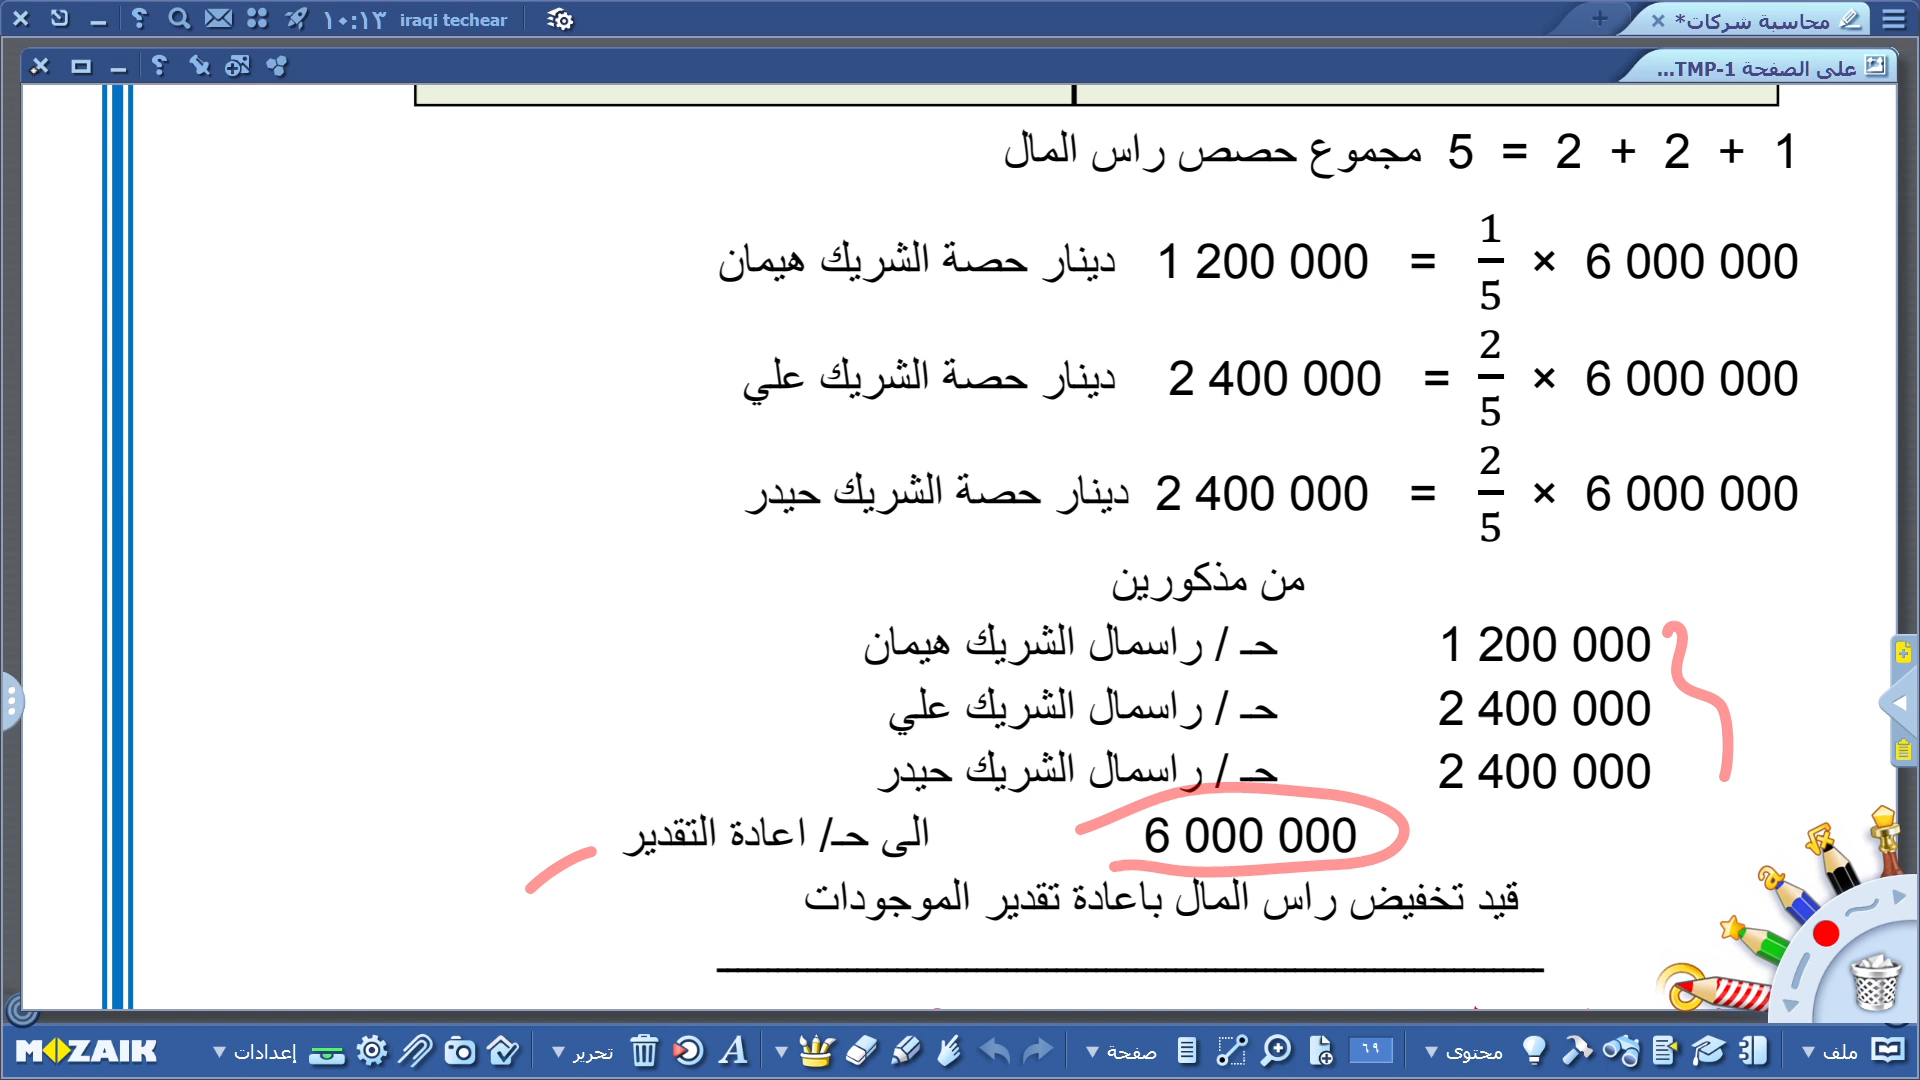 محاسبة شركات*
iraqi techear
١٠:١٣
على الصفحة TMP-1...
1 + 2 + 2 = 5 مجموع حصص راس المال
6 000 000 × 1/5 = 1 200 000 دينار حصة الشريك هيمان
6 000 000 × 2/5 = 2 400 000 دينار حصة الشريك علي
6 000 000 × 2/5 = 2 400 000 دينار حصة الشريك حيدر
من مذكورين
1 200 000 حـ / راسمال الشريك هيمان
2 400 000 حـ / راسمال الشريك علي
2 400 000 حـ / راسمال الشريك حيدر
6 000 000 الى حـ/ اعادة التقدير
قيد تخفيض راس المال باعادة تقدير الموجودات
ملف محتوى ٦٩ صفحة تحرير إعدادات MOZAIK